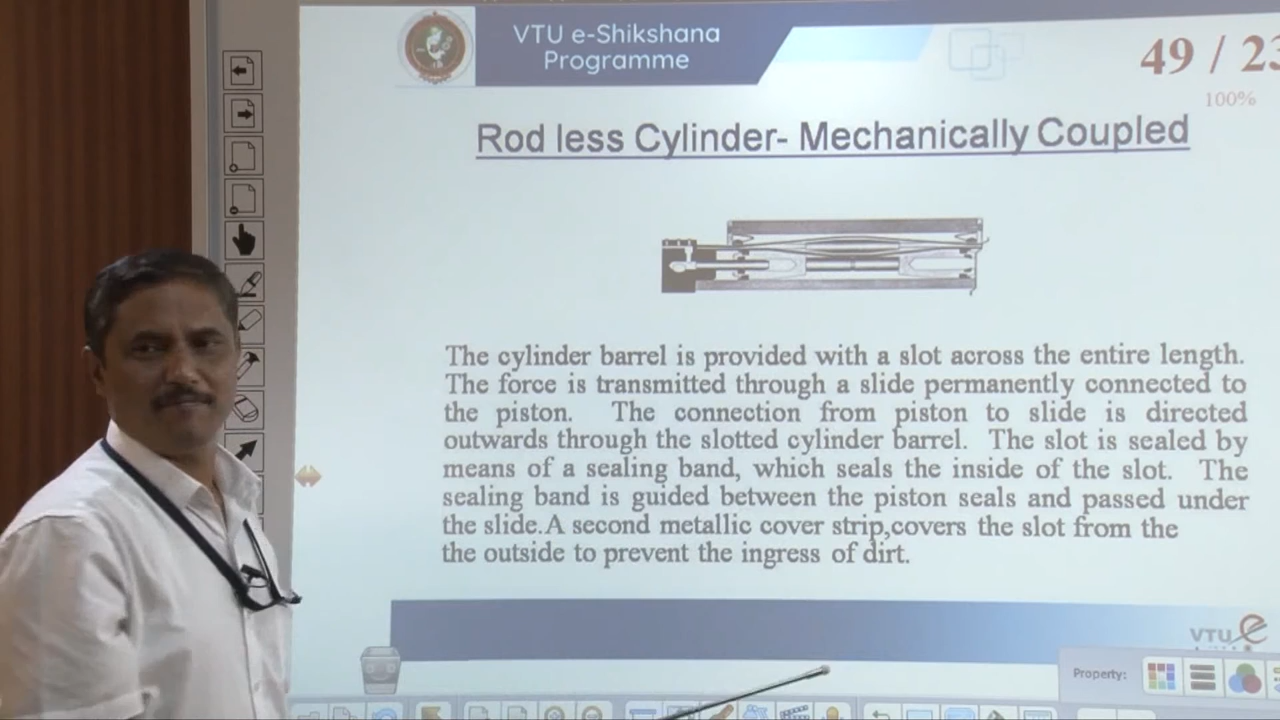 VTU e-Shikshana
Programme
49 / 23
100%
Rod less Cylinder- Mechanically Coupled
The cylinder barrel is provided with a slot across the entire length.
The force is transmitted through a slide permanently connected to
the piston. The connection from piston to slide is directed
outwards through the slotted cylinder barrel. The slot is sealed by
means of a sealing band, which seals the inside of the slot. The
sealing band is guided between the piston seals and passed under
the slide.A second metallic cover strip,covers the slot from the
the outside to prevent the ingress of dirt.
VTU e
Property: